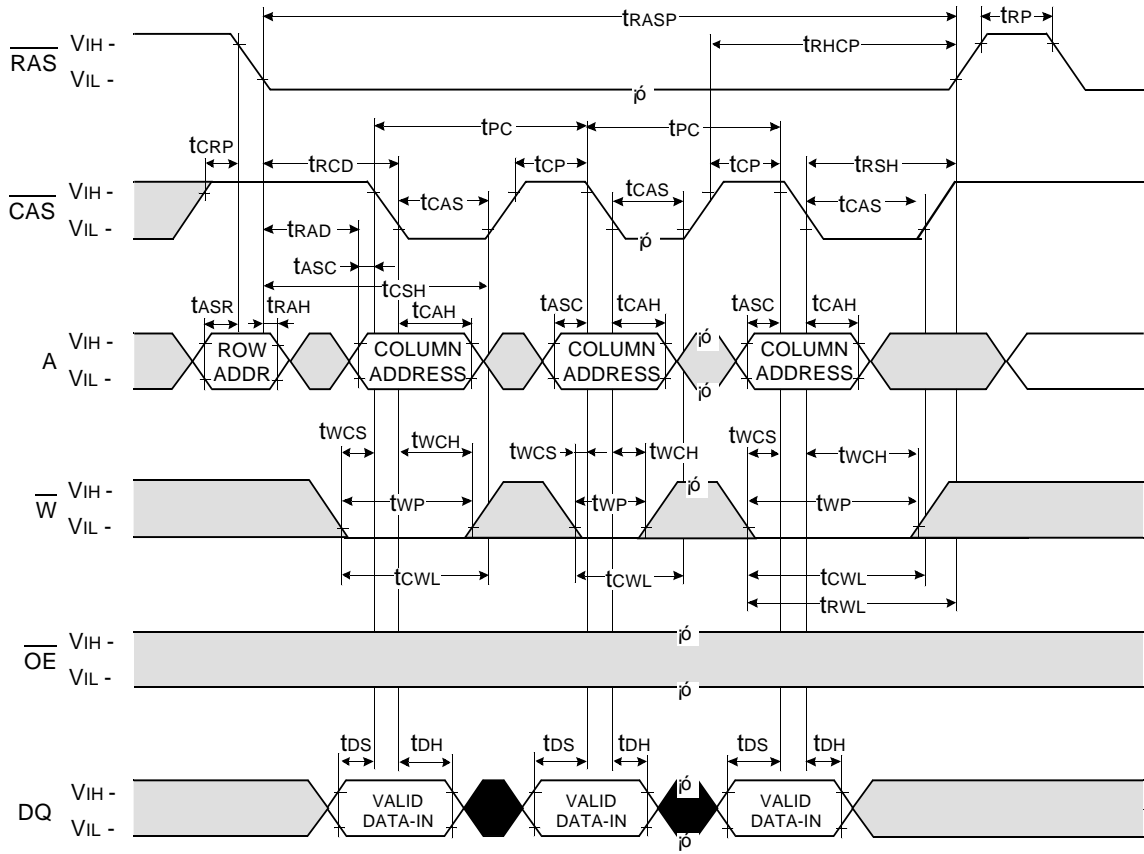 tRASP
tRP
tRHCP
RAS
VIH -
VIL -
¡ó
tPC
tPC
tCRP
tRCD
tCP
tCP
tRSH
CAS
VIH -
VIL -
tCAS
tCAS
tCAS
¡ó
tRAD
tASC
tCSH
tASR
tRAH
tCAH
tASC
tCAH
tASC
tCAH
A
VIH -
VIL -
ROW
ADDR
COLUMN
ADDRESS
COLUMN
ADDRESS
¡ó
¡ó
COLUMN
ADDRESS
tWCS
tWCH
tWCS
tWCH
tWCS
tWCH
W
VIH -
VIL -
tWP
tWP
¡ó
tWP
tCWL
tCWL
tCWL
tRWL
OE
VIH -
VIL -
¡ó
¡ó
tDS
tDH
tDS
tDH
tDS
tDH
DQ
VIH -
VIL -
VALID
DATA-IN
VALID
DATA-IN
¡ó
¡ó
VALID
DATA-IN